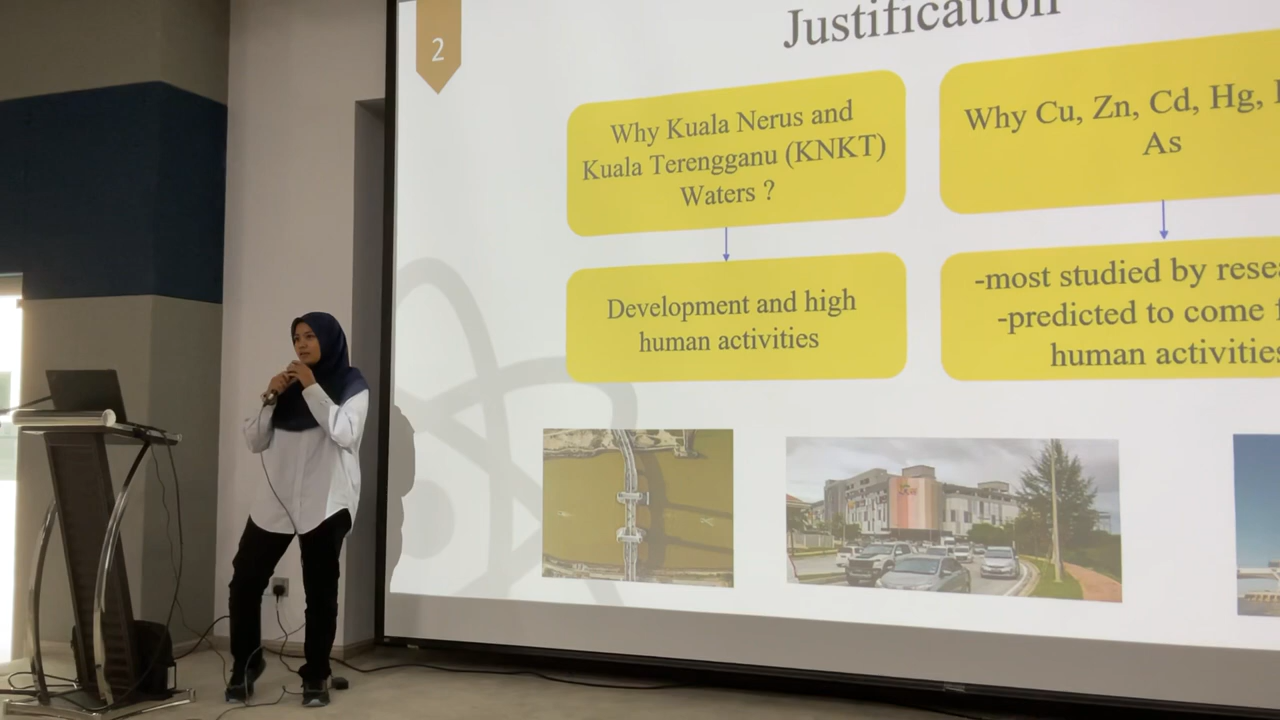 2
Justification
Why Kuala Nerus and
Kuala Terengganu (KNKT)
Waters ?
Why Cu, Zn, Cd, Hg,
As
Development and high
human activities
-most studied by
-predicted to come
human activities